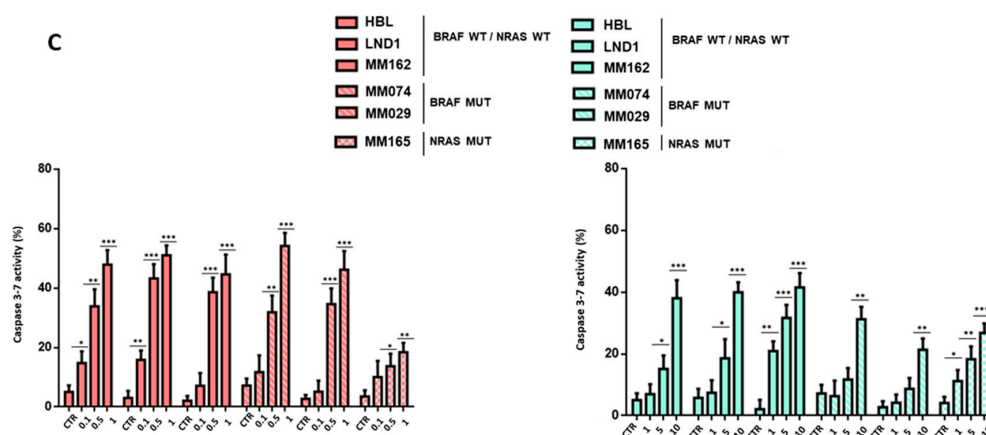 C
HBL
LND1
MM162
BRAF WT / NRAS WT
MM074
MM029
BRAF MUT
MM165
NRAS MUT
HBL
LND1
MM162
BRAF WT / NRAS WT
MM074
MM029
BRAF MUT
MM165
NRAS MUT
Caspase 3-7 activity (%)
80
60
40
20
0
* ** ***
** *** ***
*** ***
** ***
*** ***
* **
CTR 0.1 0.5 1 CTR 0.1 0.5 1 CTR 0.1 0.5 1 CTR 0.1 0.5 1 CTR 0.1 0.5 1 CTR 0.1 0.5 1
Caspase 3-7 activity (%)
80
60
40
20
0
* ***
* ***
** *** ***
**
**
* ** ***
CTR 1 5 10 CTR 1 5 10 CTR 1 5 10 CTR 1 5 10 CTR 1 5 10 CTR 1 5